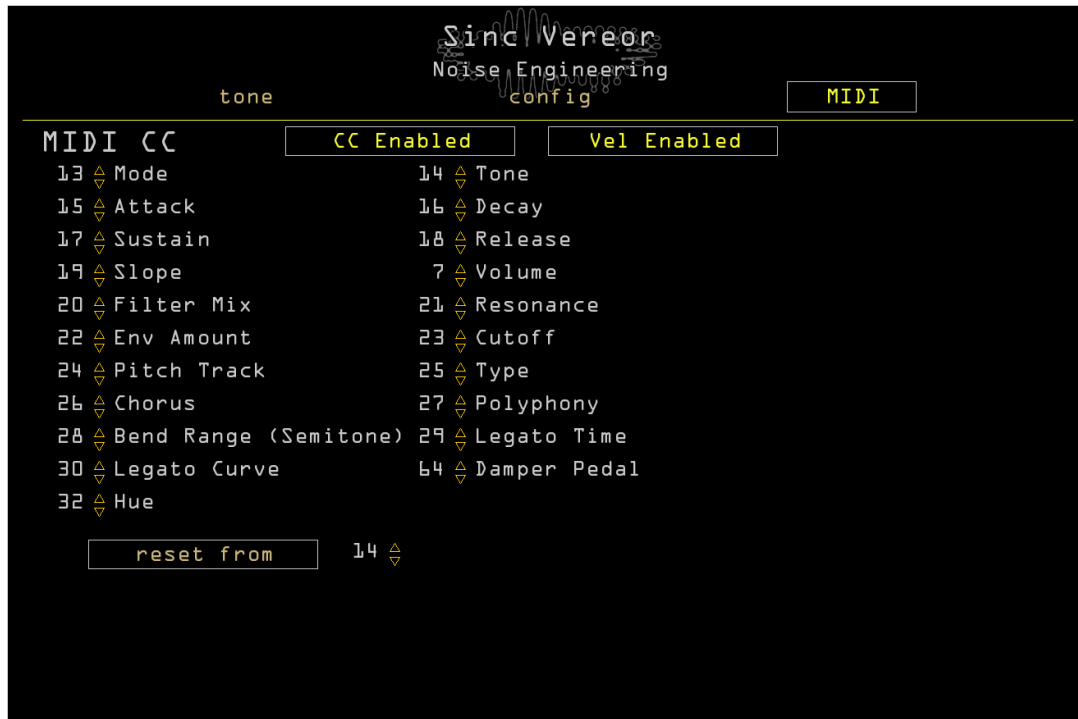 Sinc Vereor
Noise Engineering
tone config MIDI
MIDI CC CC Enabled Vel Enabled
13 Mode 14 Tone
15 Attack 16 Decay
17 Sustain 18 Release
19 Slope 7 Volume
20 Filter Mix 21 Resonance
22 Env Amount 23 Cutoff
24 Pitch Track 25 Type
26 Chorus 27 Polyphony
28 Bend Range (Semitone) 29 Legato Time
30 Legato Curve 64 Damper Pedal
32 Hue
reset from 14